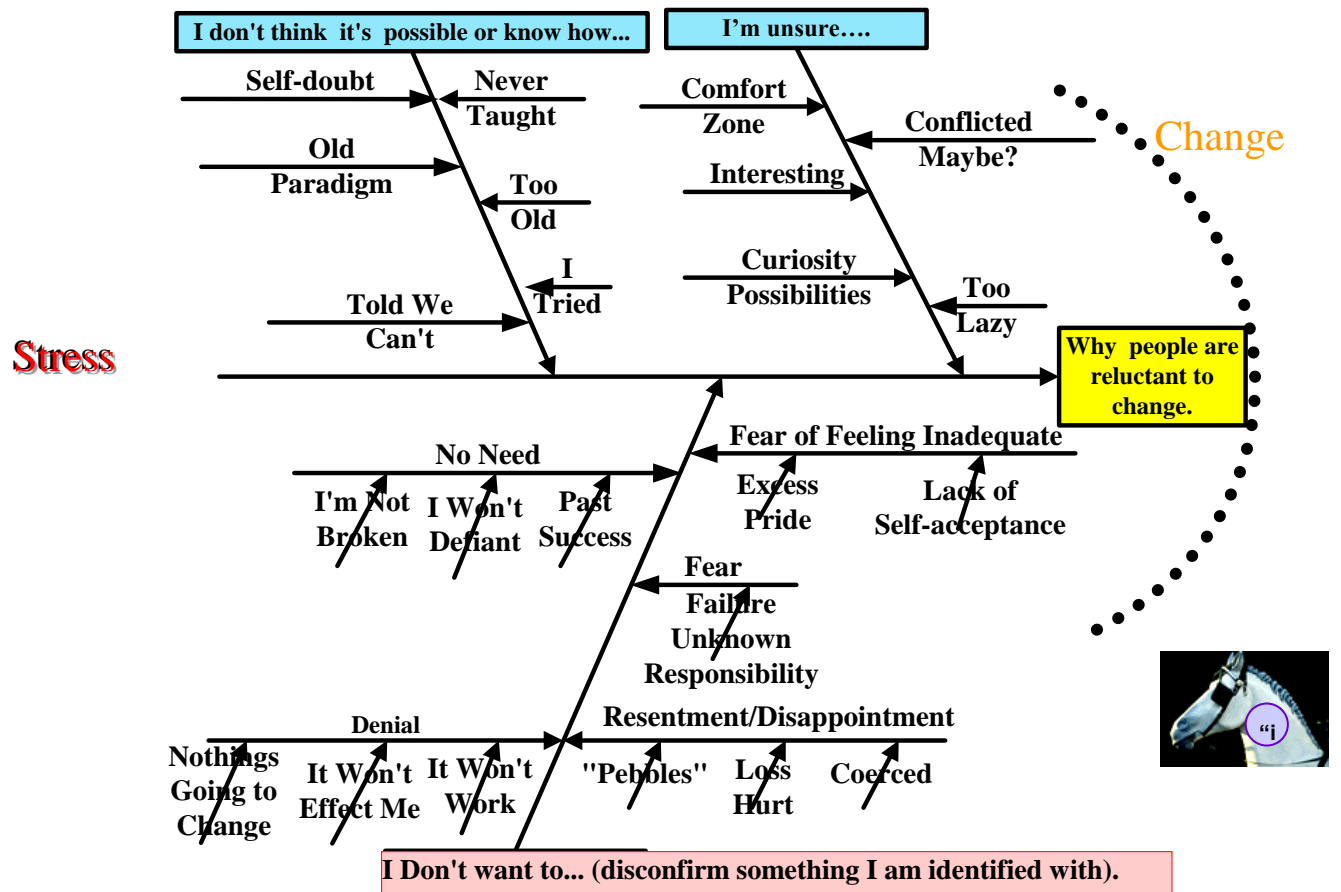 I don't think it's possible or know how...
I’m unsure….
Self-doubt
Never
Taught
Old
Paradigm
Too
Old
I
Tried
Told We
Can't
Comfort
Zone
Conflicted
Maybe?
Interesting
Curiosity
Possibilities
Too
Lazy
Change
Stress
Why people are
reluctant to
change.
No Need
I'm Not
Broken
I Won't
Defiant
Past
Success
Fear of Feeling Inadequate
Excess
Pride
Lack of
Self-acceptance
Fear
Failure
Unknown
Responsibility
Denial
Nothings
Going to
Change
It Won't
Effect Me
It Won't
Work
Resentment/Disappointment
"Pebbles"
Loss
Hurt
Coerced
“i
I Don't want to... (disconfirm something I am identified with).